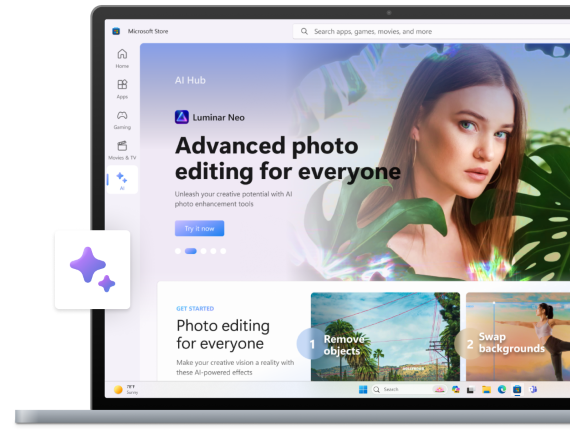 Microsoft Store
Search apps, games, movies, and more
Home
Apps
Gaming
Movies & TV
AI
AI Hub
Luminar Neo
Advanced photo
editing for everyone
Unleash your creative potential with AI
photo enhancement tools
Try it now
GET STARTED
Photo editing
for everyone
Make your creative vision a reality with
these AI-powered effects
1 Remove
objects
2 Swap
backgrounds
78°F
Sunny
Search